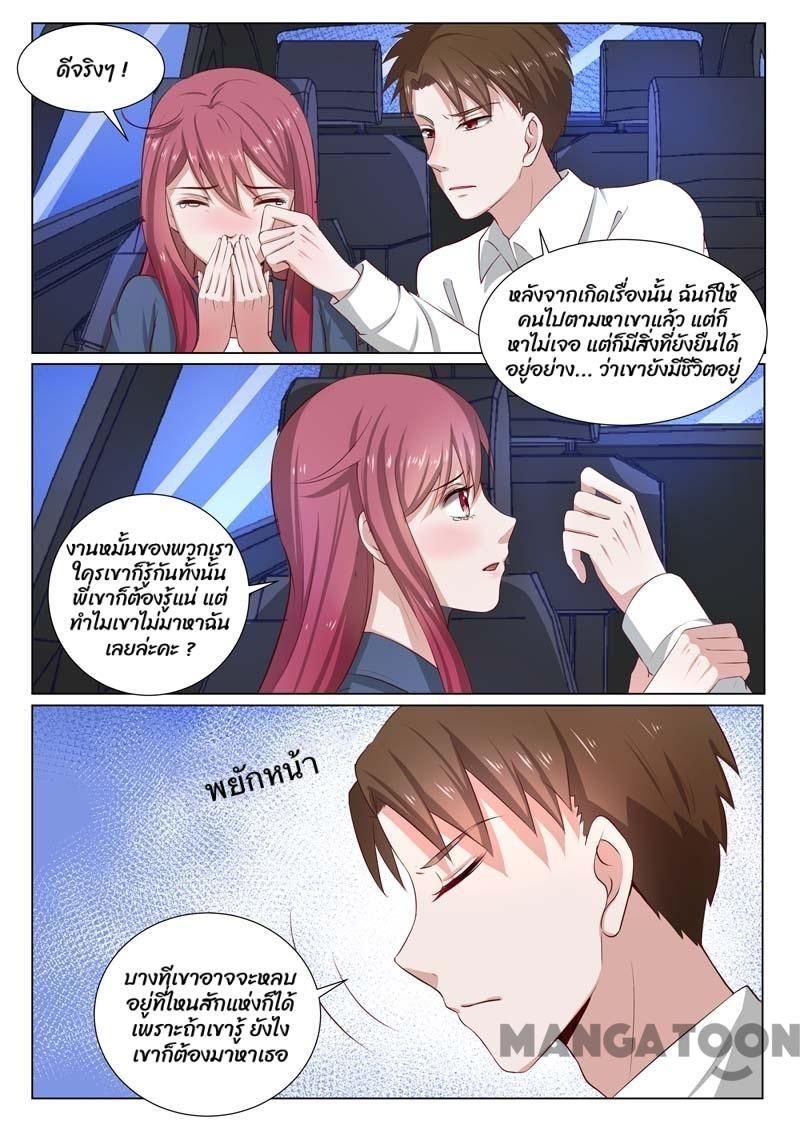 ดีจริงๆ !
หลังจากเกิดเรื่องนั้น ฉันก็ให้
คนไปตามหาเขาแล้ว แต่ก็
หาไม่เจอ แต่ก็มีสิ่งที่ยังยืนได้
อยู่อย่าง... ว่าเขายังมีชีวิตอยู่
งานหมั้นของพวกเรา
ใครเขาก็รู้กันทั้งนั้น
พี่เขาก็ต้องรู้แน่ แต่
ทำไมเขาไม่มาหาฉัน
เลยล่ะคะ ?
พยักหน้า
บางทีเขาอาจจะหลบ
อยู่ที่ไหนสักแห่งก็ได้
เพราะถ้าเขารู้ ยังไง
เขาก็ต้องมาหาเธอ
MANGATOON